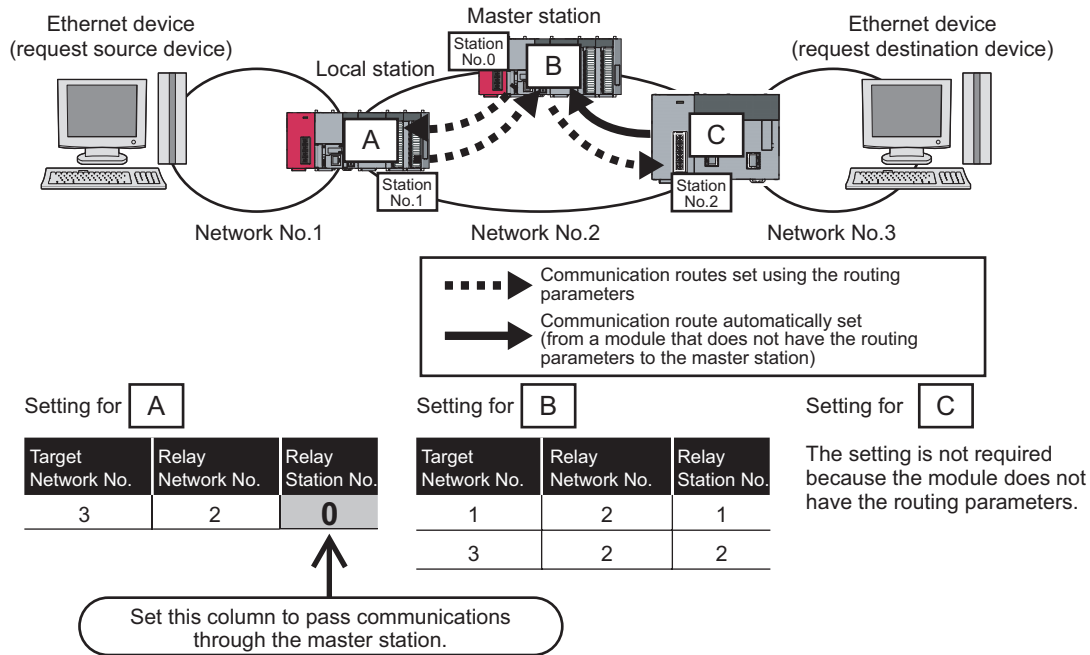 Master station
Ethernet device
(request source device)
Ethernet device
(request destination device)
Station
No.0
B
Local station
A
C
Station
No.1
Station
No.2
Network No.1
Network No.2
Network No.3
Communication routes set using the routing
parameters
Communication route automatically set
(from a module that does not have the routing
parameters to the master station)
Setting for A
Target
Network No.
Relay
Network No.
Relay
Station No.
3 2 0
Set this column to pass communications
through the master station.
Setting for B
Target
Network No.
Relay
Network No.
Relay
Station No.
1 2 1
3 2 2
Setting for C
The setting is not required
because the module does not
have the routing parameters.